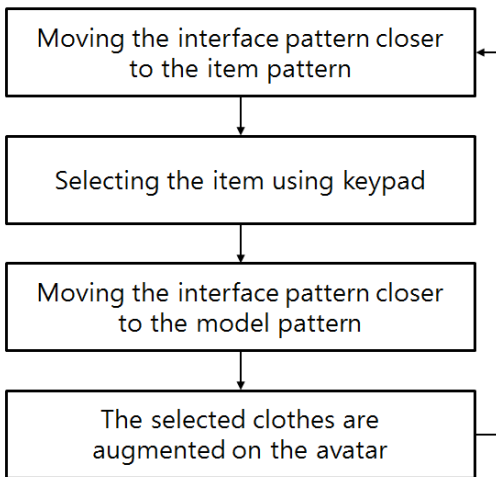 Moving the interface pattern closer
to the item pattern
Selecting the item using keypad
Moving the interface pattern closer
to the model pattern
The selected clothes are
augmented on the avatar